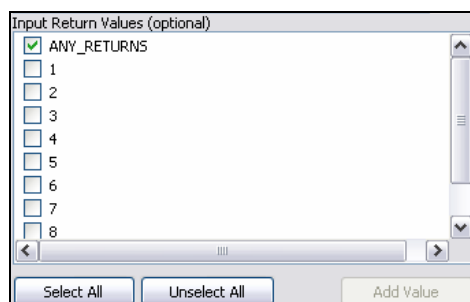 Input Return Values (optional)
ANY_RETURNS
1
2
3
4
5
6
7
8
Select All Unselect All Add Value